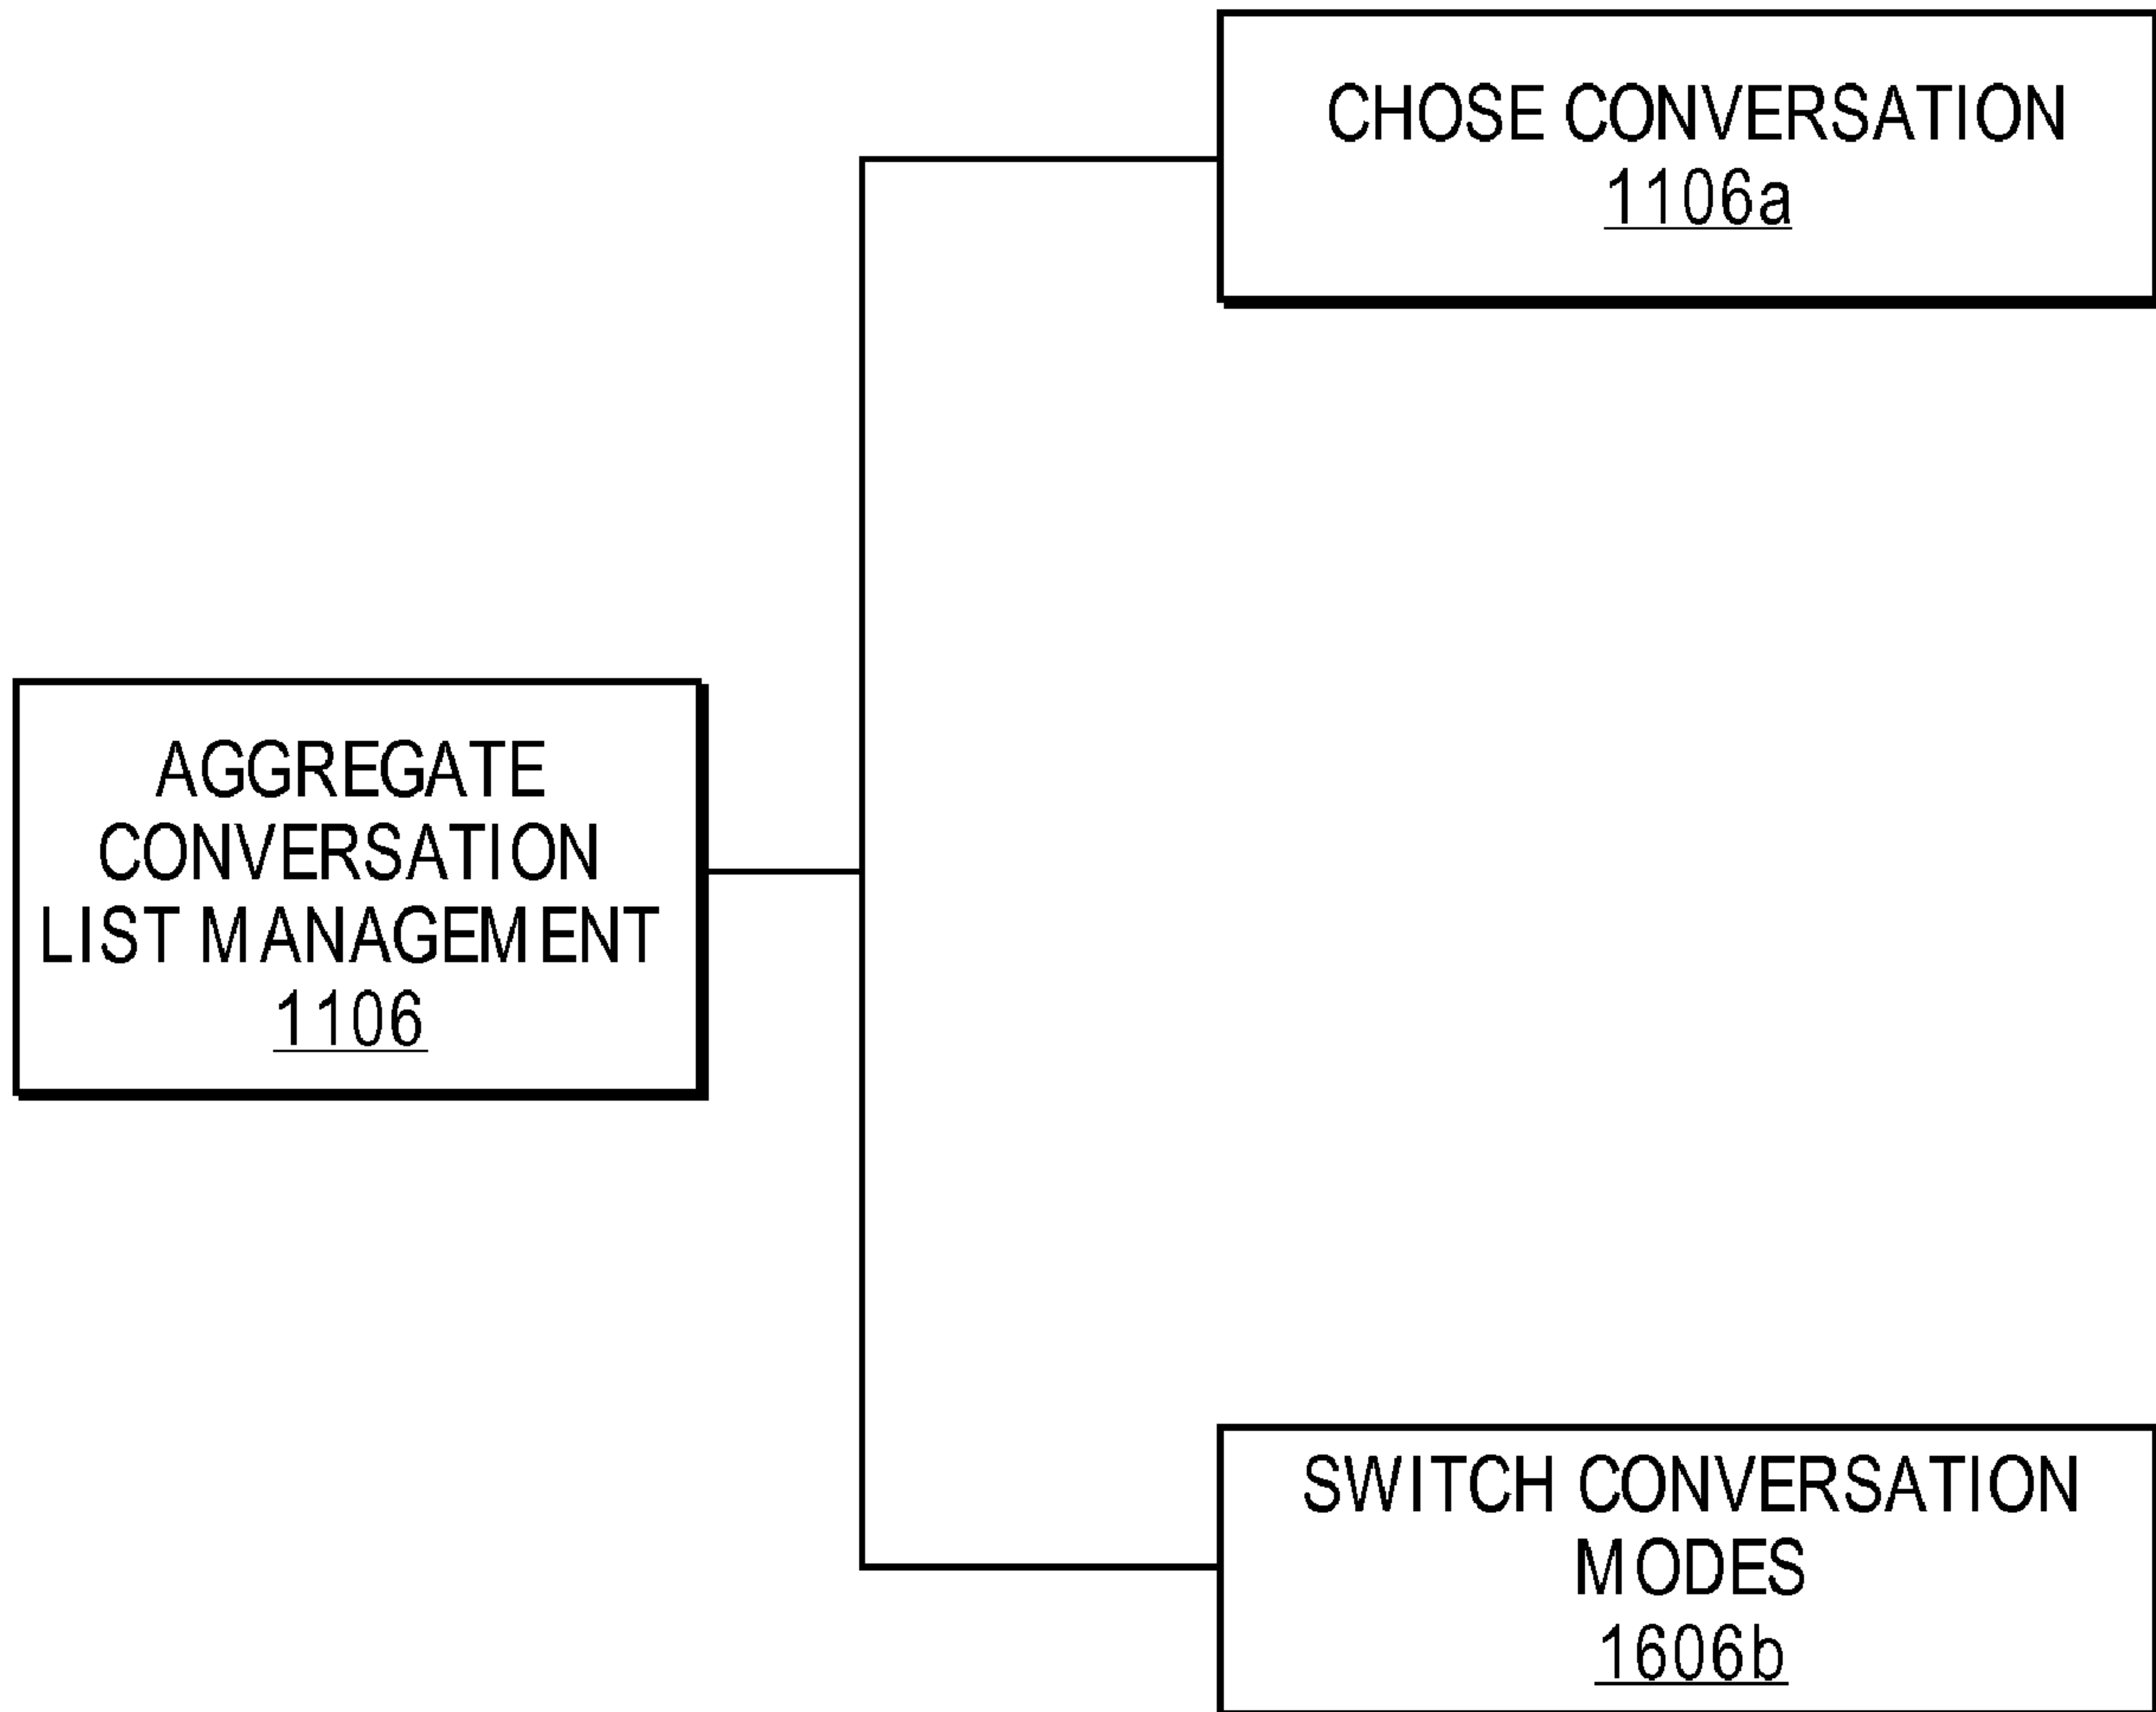 CHOSE CONVERSATION
1106a
AGGREGATE
CONVERSATION
LIST MANAGEMENT
1106
SWITCH CONVERSATION
MODES
1606b